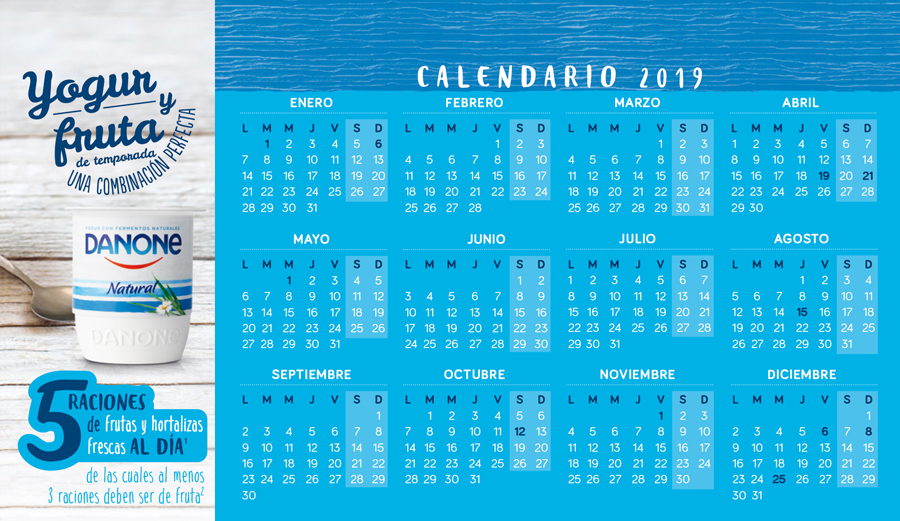 Yogur y
fruta
de temporada
UNA COMBINACIÓN PERFECTA
YOGUR CON FERMENTOS NATURALES
DANONE
Natural
DANONE
5 RACIONES
de frutas y hortalizas
frescas AL DÍA¹
de las cuales al menos
3 raciones deben ser de fruta²
CALENDARIO 2019
ENERO
L M M J V S D
1 2 3 4 5 6
7 8 9 10 11 12 13
14 15 16 17 18 19 20
21 22 23 24 25 26 27
28 29 30 31
FEBRERO
L M M J V S D
1 2 3
4 5 6 7 8 9 10
11 12 13 14 15 16 17
18 19 20 21 22 23 24
25 26 27 28
MARZO
L M M J V S D
1 2 3
4 5 6 7 8 9 10
11 12 13 14 15 16 17
18 19 20 21 22 23 24
25 26 27 28 29 30 31
ABRIL
L M M J V S D
1 2 3 4 5 6 7
8 9 10 11 12 13 14
15 16 17 18 19 20 21
22 23 24 25 26 27 28
29 30
MAYO
L M M J V S D
1 2 3 4 5
6 7 8 9 10 11 12
13 14 15 16 17 18 19
20 21 22 23 24 25 26
27 28 29 30 31
JUNIO
L M M J V S D
1 2
3 4 5 6 7 8 9
10 11 12 13 14 15 16
17 18 19 20 21 22 23
24 25 26 27 28 29 30
JULIO
L M M J V S D
1 2 3 4 5 6 7
8 9 10 11 12 13 14
15 16 17 18 19 20 21
22 23 24 25 26 27 28
29 30 31
AGOSTO
L M M J V S D
1 2 3 4
5 6 7 8 9 10 11
12 13 14 15 16 17 18
19 20 21 22 23 24 25
26 27 28 29 30 31
SEPTIEMBRE
L M M J V S D
1
2 3 4 5 6 7 8
9 10 11 12 13 14 15
16 17 18 19 20 21 22
23 24 25 26 27 28 29
30
OCTUBRE
L M M J V S D
1 2 3 4 5 6
7 8 9 10 11 12 13
14 15 16 17 18 19 20
21 22 23 24 25 26 27
28 29 30 31
NOVIEMBRE
L M M J V S D
1 2 3
4 5 6 7 8 9 10
11 12 13 14 15 16 17
18 19 20 21 22 23 24
25 26 27 28 29 30
DICIEMBRE
L M M J V S D
1
2 3 4 5 6 7 8
9 10 11 12 13 14 15
16 17 18 19 20 21 22
23 24 25 26 27 28 29
30 31